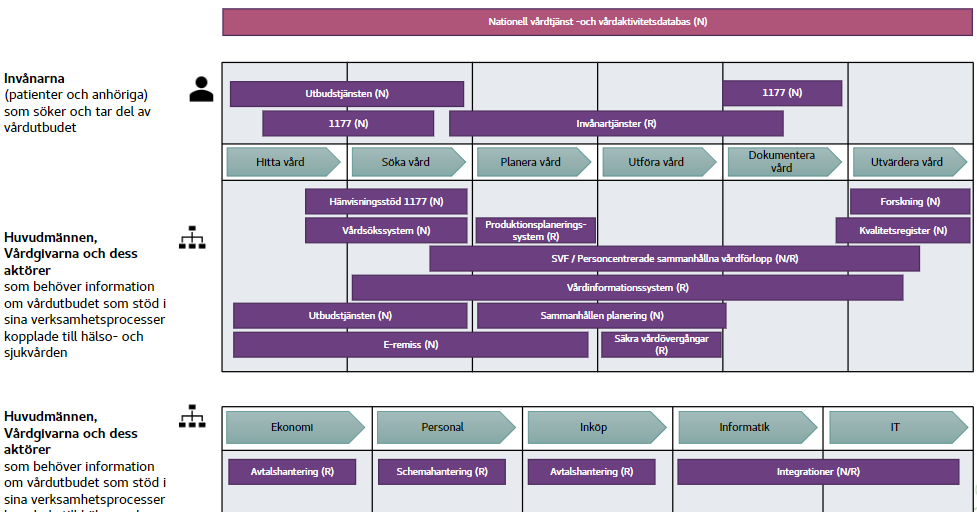 Nationell vårdtjänst -och vårdaktivitetsdatabas (N)
Invånarna
(patienter och anhöriga)
som söker och tar del av
vårdutbudet
Utbudstjänsten (N)
1177 (N)
1177 (N)
Invånartjänster (R)
Hitta vård
Söka vård
Planera vård
Utföra vård
Dokumentera
vård
Utvärdera vård
Huvudmännen,
Vårdgivarna och dess
aktörer
som behöver information
om vårdutbudet som stöd i
sina verksamhetsprocesser
kopplade till hälso- och
sjukvården
Hänvisningsstöd 1177 (N)
Forskning (N)
Vårdsökssystem (N)
Produktionsplanerings-
system (R)
Kvalitetsregister (N)
SVF / Personcentrerade sammanhållna vårdförlopp (N/R)
Vårdinformationssystem (R)
Utbudstjänsten (N)
Sammanhållen planering (N)
E-remiss (N)
Säkra vårdövergångar
(R)
Huvudmännen,
Vårdgivarna och dess
aktörer
som behöver information
om vårdutbudet som stöd i
sina verksamhetsprocesser
Ekonomi
Personal
Inköp
Informatik
IT
Avtalshantering (R)
Schemahantering (R)
Avtalshantering (R)
Integrationer (N/R)